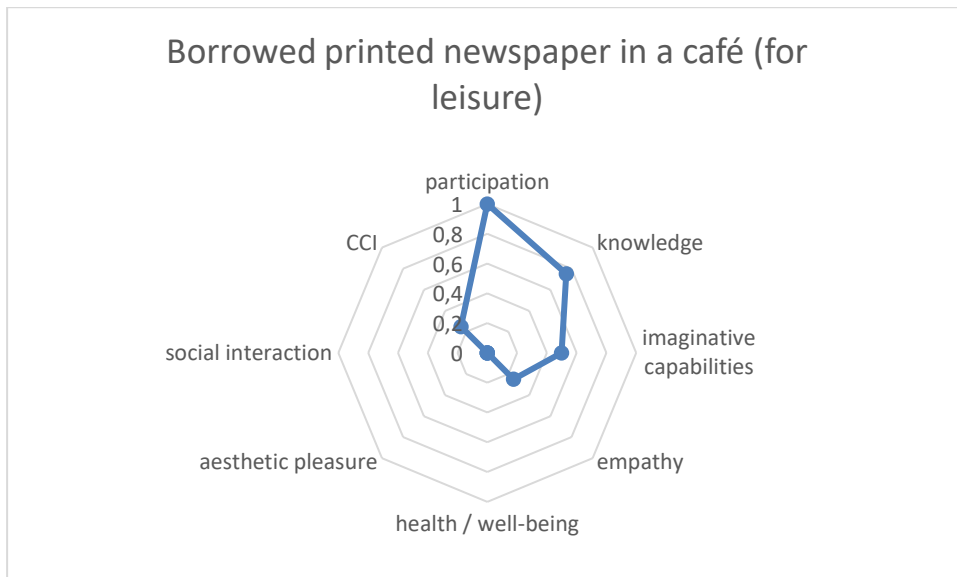 Borrowed printed newspaper in a café (for
leisure)
participation
1
0,8
0,6
0,4
0,2
0
knowledge
imaginative
capabilities
empathy
health / well-being
aesthetic pleasure
social interaction
CCI